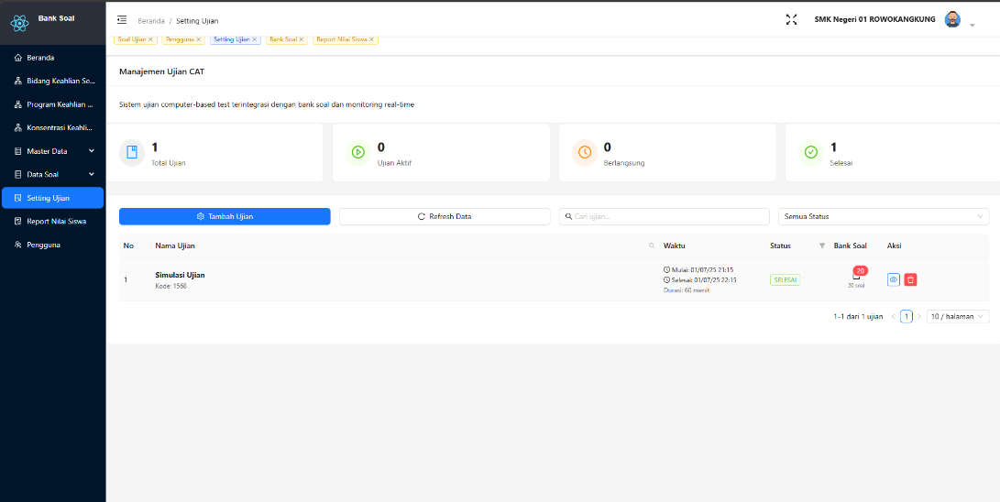 Bank Soal
Beranda / Setting Ujian
SMK Negeri 01 ROWOKANGKUNG
Soal Ujian
Pengguna
Setting Ujian
Bank Soal
Report Nilai Siswa
Beranda
Bidang Keahlian Se...
Program Keahlian ...
Konsentrasi Keahli...
Master Data
Data Soal
Setting Ujian
Report Nilai Siswa
Pengguna
Manajemen Ujian CAT
Sistem ujian computer-based test terintegrasi dengan bank soal dan monitoring real-time
1
Total Ujian
0
Ujian Aktif
0
Berlangsung
1
Selesai
Tambah Ujian
Refresh Data
Cari ujian...
Semua Status
No
Nama Ujian
Waktu
Status
Bank Soal
Aksi
1
Simulasi Ujian
Kode: 1568
Mulai: 01/07/25 21:15
Selesai: 01/07/25 22:15
Durasi: 60 menit
SELESAI
20
20 soal
1-1 dari 1 ujian
1
10 / halaman